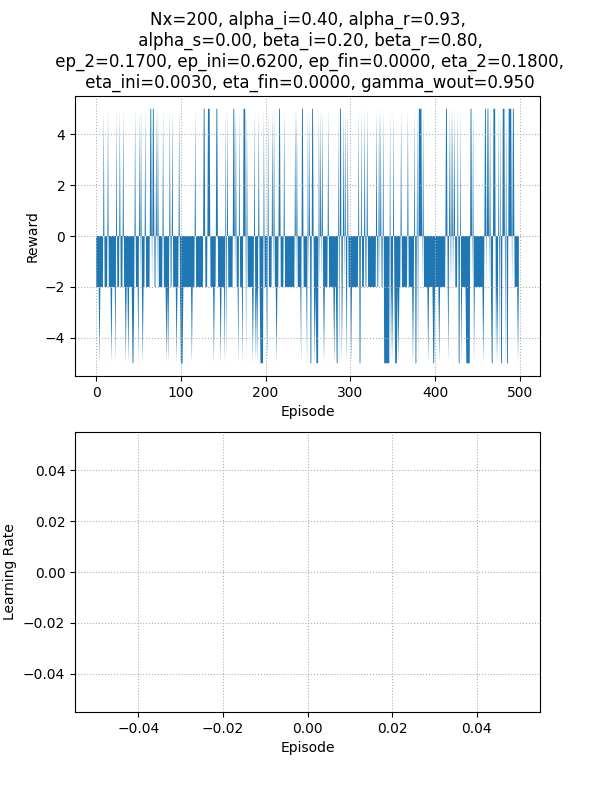 Nx=200, alpha_i=0.40, alpha_r=0.93,
alpha_s=0.00, beta_i=0.20, beta_r=0.80,
ep_2=0.1700, ep_ini=0.6200, ep_fin=0.0000, eta_2=0.1800,
eta_ini=0.0030, eta_fin=0.0000, gamma_wout=0.950
4
2
0
−2
−4
Reward
0
100
200
300
400
500
Episode
0.04
0.02
0.00
−0.02
−0.04
Learning Rate
−0.04
−0.02
0.00
0.02
0.04
Episode